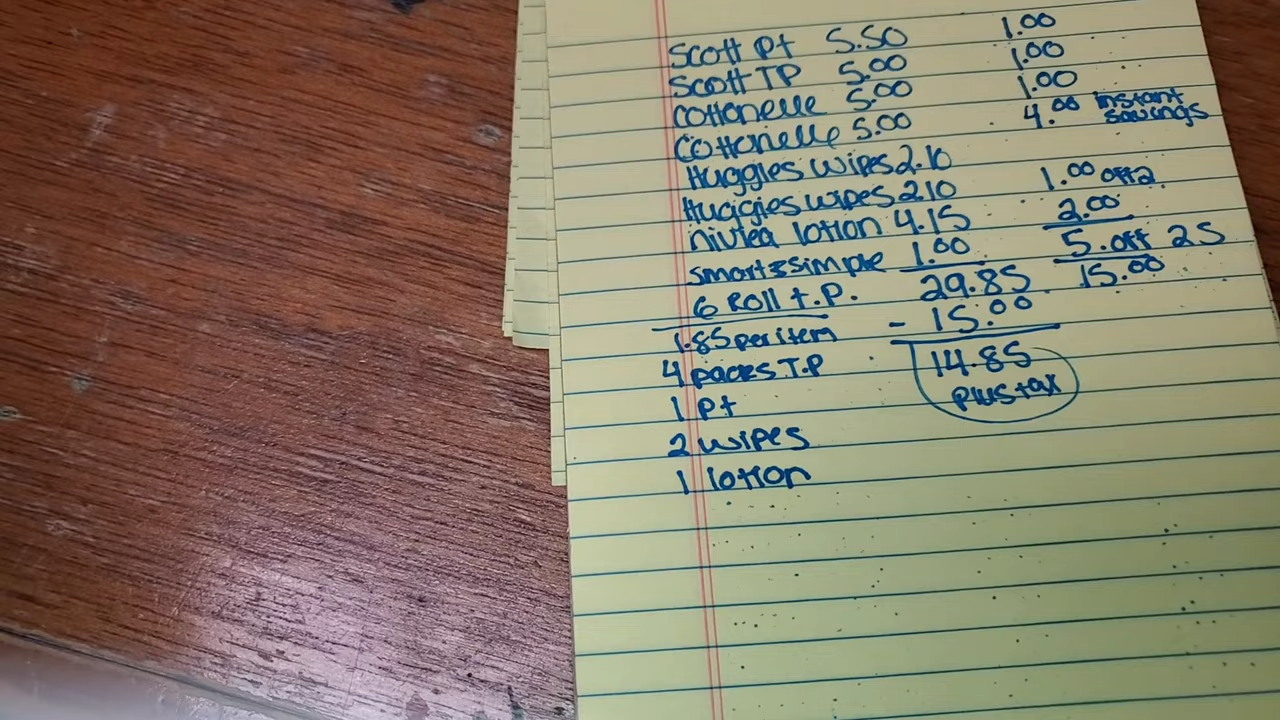 Scott Pt 5.50 1.00
Scott TP 5.00 1.00
Cottonelle 5.00 1.00
Cottonelle 5.00 4.00 instant savings
Huggies Wipes 2.10
Huggies wipes 2.10 1.00 off 2
nivea lotion 4.15 2.00
smart & simple 1.00 5. off 25
6 Roll t.p. 29.85 15.00
1.85 per item - 15.00
4 packs T.P 14.85
1 pt plus tax
2 wipes
1 lotion